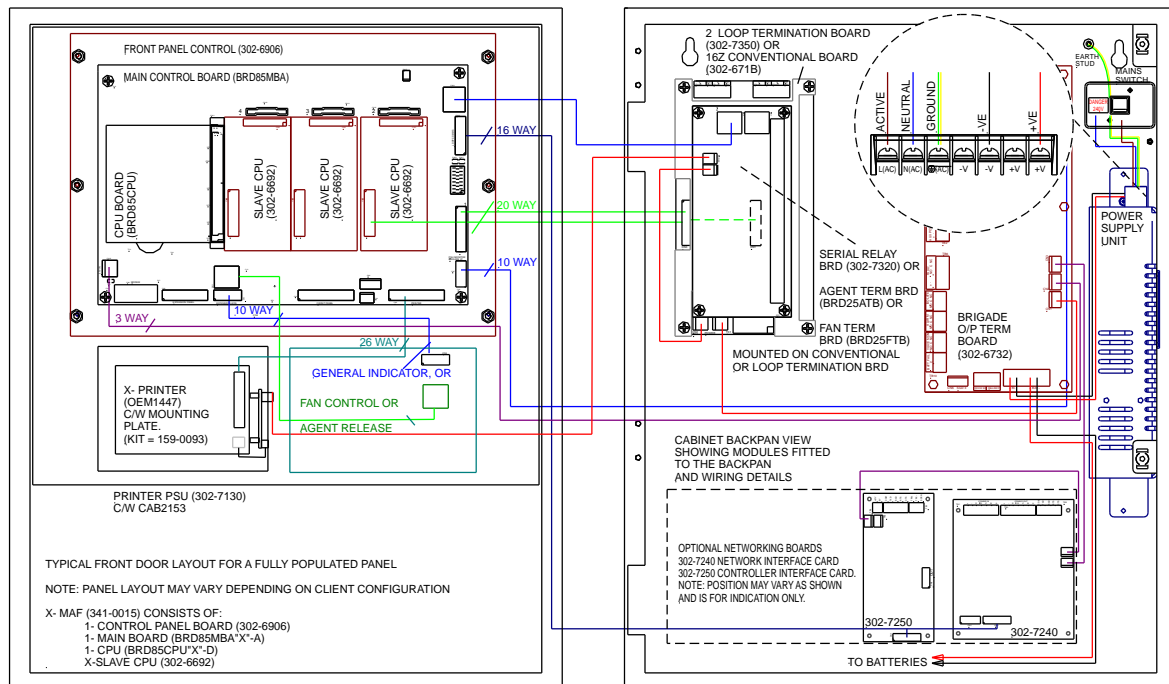 FRONT PANEL CONTROL (302-6906)
MAIN CONTROL BOARD (BRD85MBA)
CPU BOARD
(BRD85CPU)
SLAVE CPU
(302-6692)
SLAVE CPU
(302-6692)
SLAVE CPU
(302-6692)
16 WAY
20 WAY
10 WAY
3 WAY
10 WAY
26 WAY
GENERAL INDICATOR, OR
FAN CONTROL OR
AGENT RELEASE
X- PRINTER
(OEM1447)
C/W MOUNTING
PLATE.
(KIT = 159-0093)
PRINTER PSU (302-7130)
C/W CAB2153
TYPICAL FRONT DOOR LAYOUT FOR A FULLY POPULATED PANEL
NOTE: PANEL LAYOUT MAY VARY DEPENDING ON CLIENT CONFIGURATION
X- MAF (341-0015) CONSISTS OF:
1- CONTROL PANEL BOARD (302-6906)
1- MAIN BOARD (BRD85MBA"X"-A)
1- CPU (BRD85CPU"X"-D)
X-SLAVE CPU (302-6692)
2 LOOP TERMINATION BOARD
(302-7350) OR
16Z CONVENTIONAL BOARD
(302-671B)
EARTH
STUD
MAINS
SWITCH
DANGER
240V
ACTIVE
NEUTRAL
GROUND
-VE
+VE
L(AC)
N(AC)
(AC)
-V
-V
+V
+V
POWER
SUPPLY
UNIT
SERIAL RELAY
BRD (302-7320) OR
AGENT TERM BRD
(BRD25ATB) OR
FAN TERM
BRD (BRD25FTB)
MOUNTED ON CONVENTIONAL
OR LOOP TERMINATION BRD
BRIGADE
O/P TERM
BOARD
(302-6732)
CABINET BACKPAN VIEW
SHOWING MODULES FITTED
TO THE BACKPAN
AND WIRING DETAILS
OPTIONAL NETWORKING BOARDS
302-7240 NETWORK INTERFACE CARD
302-7250 CONTROLLER INTERFACE CARD.
NOTE: POSITION MAY VARY AS SHOWN
AND IS FOR INDICATION ONLY.
302-7250
302-7240
TO BATTERIES